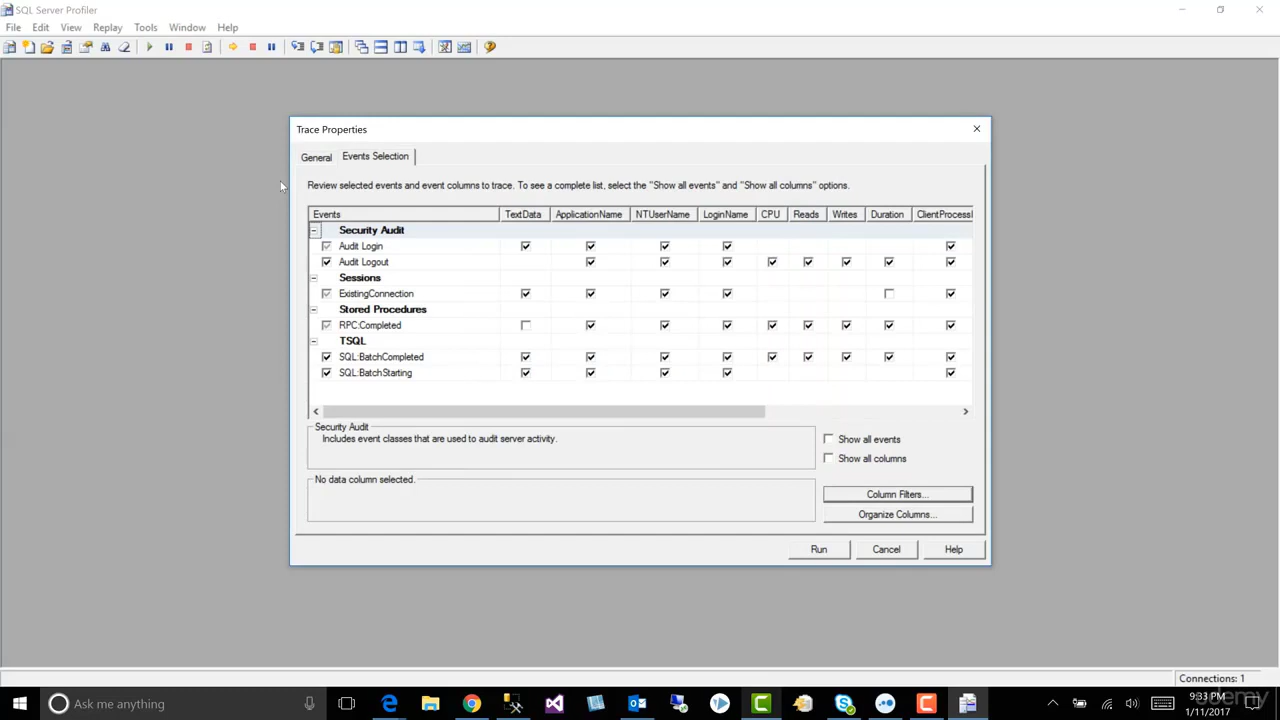 SQL Server Profiler
File Edit View Replay Tools Window Help
Trace Properties
General Events Selection
Review selected events and event columns to trace. To see a complete list, select the "Show all events" and "Show all columns" options.
Events TextData ApplicationName NTUserName LoginName CPU Reads Writes Duration ClientProcessI
Security Audit
Audit Login
Audit Logout
Sessions
ExistingConnection
Stored Procedures
RPC:Completed
TSQL
SQL:BatchCompleted
SQL:BatchStarting
Security Audit
Includes event classes that are used to audit server activity.
Show all events
Show all columns
No data column selected.
Column Filters...
Organize Columns...
Run Cancel Help
Connections: 1
Ask me anything
9:33 PM
1/11/2017